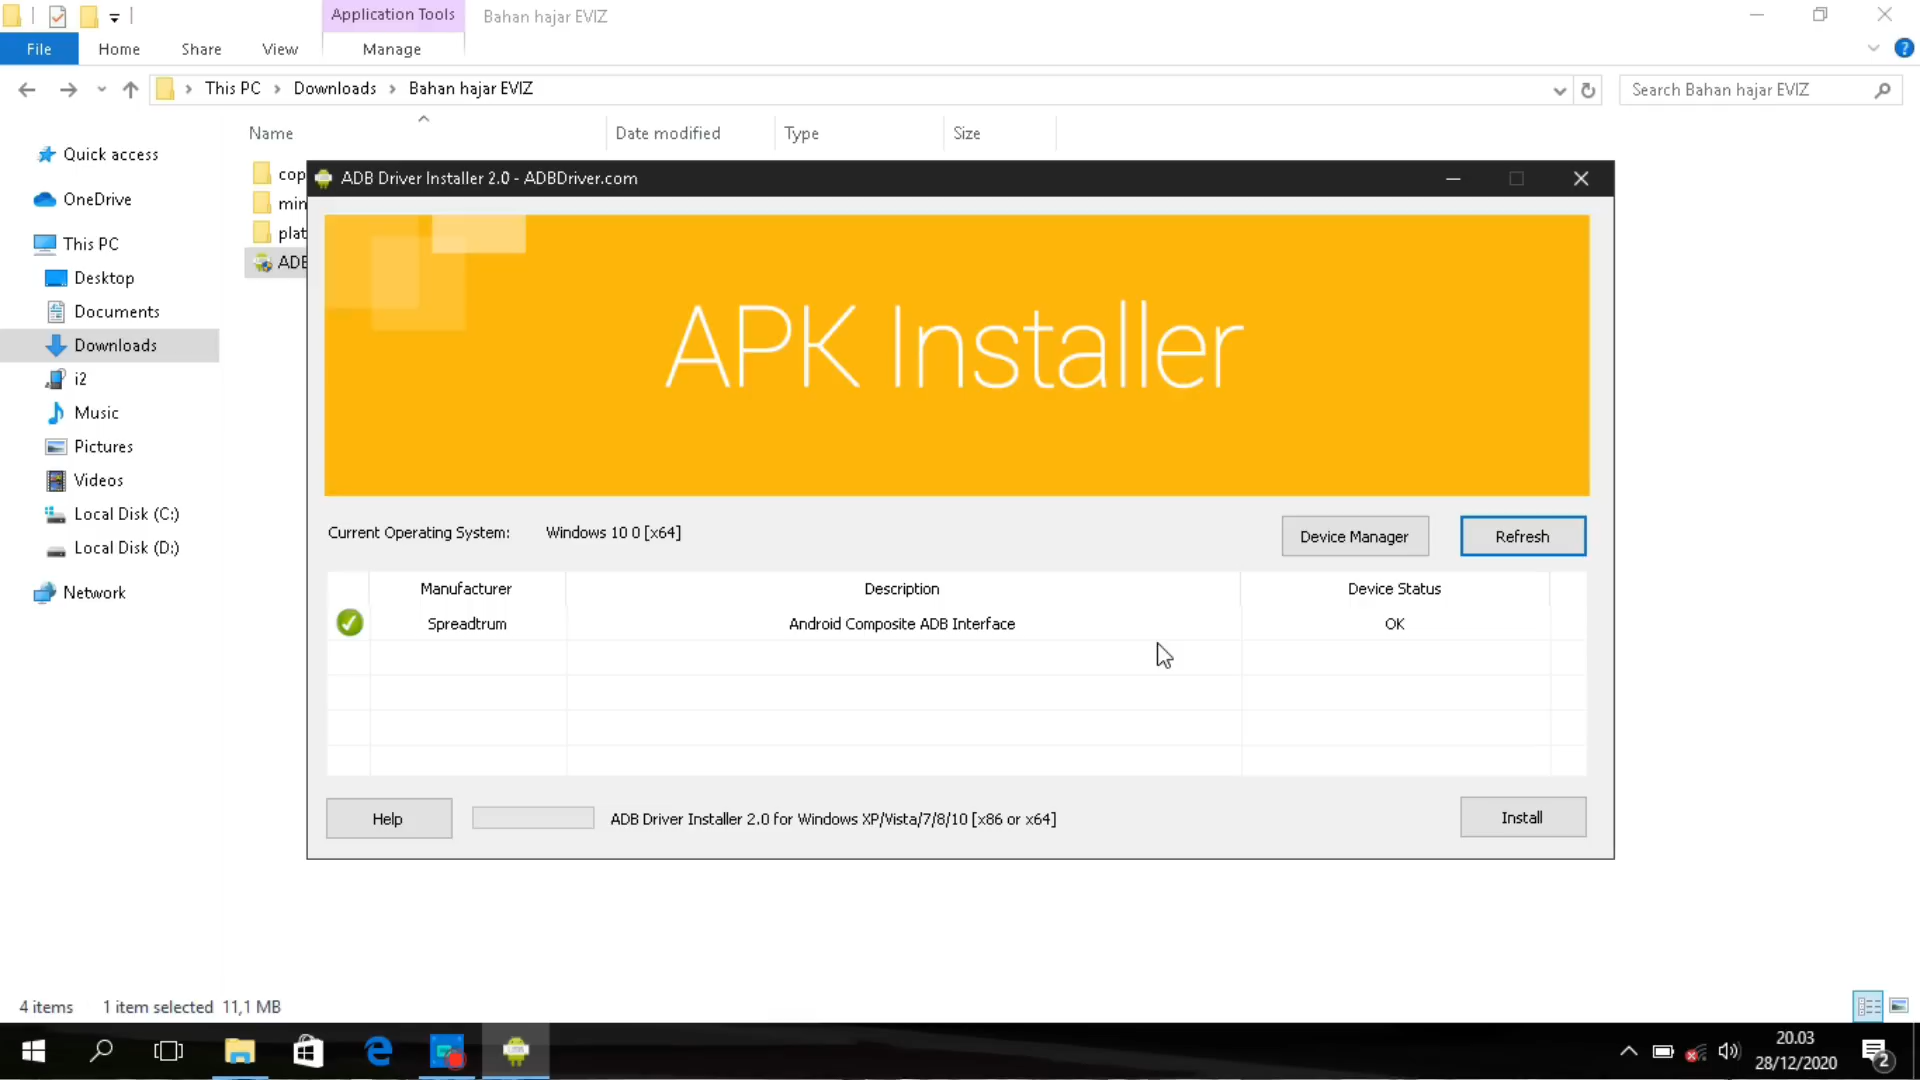 Application Tools
Bahan hajar EVIZ
File
Home
Share
View
Manage
This PC
Downloads
Bahan hajar EVIZ
Search Bahan hajar EVIZ
Name
Date modified
Type
Size
Quick access
OneDrive
This PC
Desktop
Documents
Downloads
i2
Music
Pictures
Videos
Local Disk (C:)
Local Disk (D:)
Network
cop
min
plat
ADB
ADB Driver Installer 2.0 - ADBDriver.com
APK Installer
Current Operating System:
Windows 10 0 [x64]
Device Manager
Refresh
Manufacturer
Description
Device Status
Spreadtrum
Android Composite ADB Interface
OK
Help
ADB Driver Installer 2.0 for Windows XP/Vista/7/8/10 [x86 or x64]
Install
4 items
1 item selected
11,1 MB
20.03
28/12/2020
2